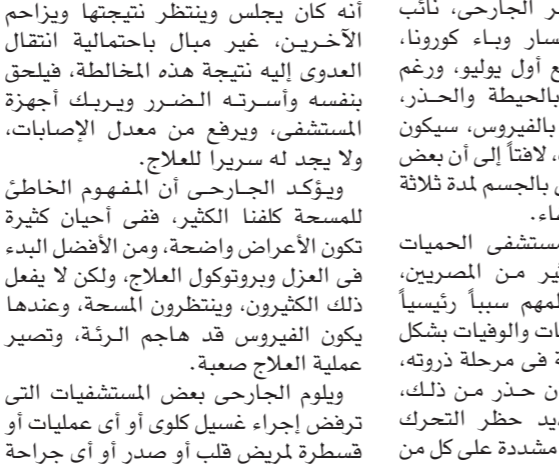 ر الجارحى، نائب
سار وباء كورونا،
ع أول يوليو، ورغم
بالحيطة والحذر،
بالفيروس، سيكون
، لافتاً إلى أن بعض
ى بالجسم لمدة ثلاثة
اء.
مستشفى الحميات
ثير من المصريين،
لمهم سبباً رئيسياً
ات والوفيات بشكل
ة فى مرحلة ذروته،
ن حذر من ذلك،
يد حظر التحرك
مشددة على كل من
أنه كان يجلس وينتظر نتيجتها ويزاحم
الآخرين، غير مبال باحتمالية انتقال
العدوى إليه نتيجة هذه المخالطة، فيلحق
بنفسه وأسرته الضرر ويربك أجهزة
المستشفى، ويرفع من معدل الإصابات،
ولا يجد له سريرا للعلاج.
ويؤكد الجارحى أن المفهوم الخاطئ
للمسحة كلفنا الكثير، ففى أحيان كثيرة
تكون الأعراض واضحة، ومن الأفضل البدء
فى العزل وبروتوكول العلاج، ولكن لا يفعل
ذلك الكثيرون، وينتظرون المسحة، وعندها
يكون الفيروس قد هاجم الرئة، وتصير
عملية العلاج صعبة.
ويلوم الجارحى بعض المستشفيات التى
ترفض إجراء غسيل كلوى أو أى عمليات أو
قسطرة لمريض قلب أو صدر أو أى جراحة